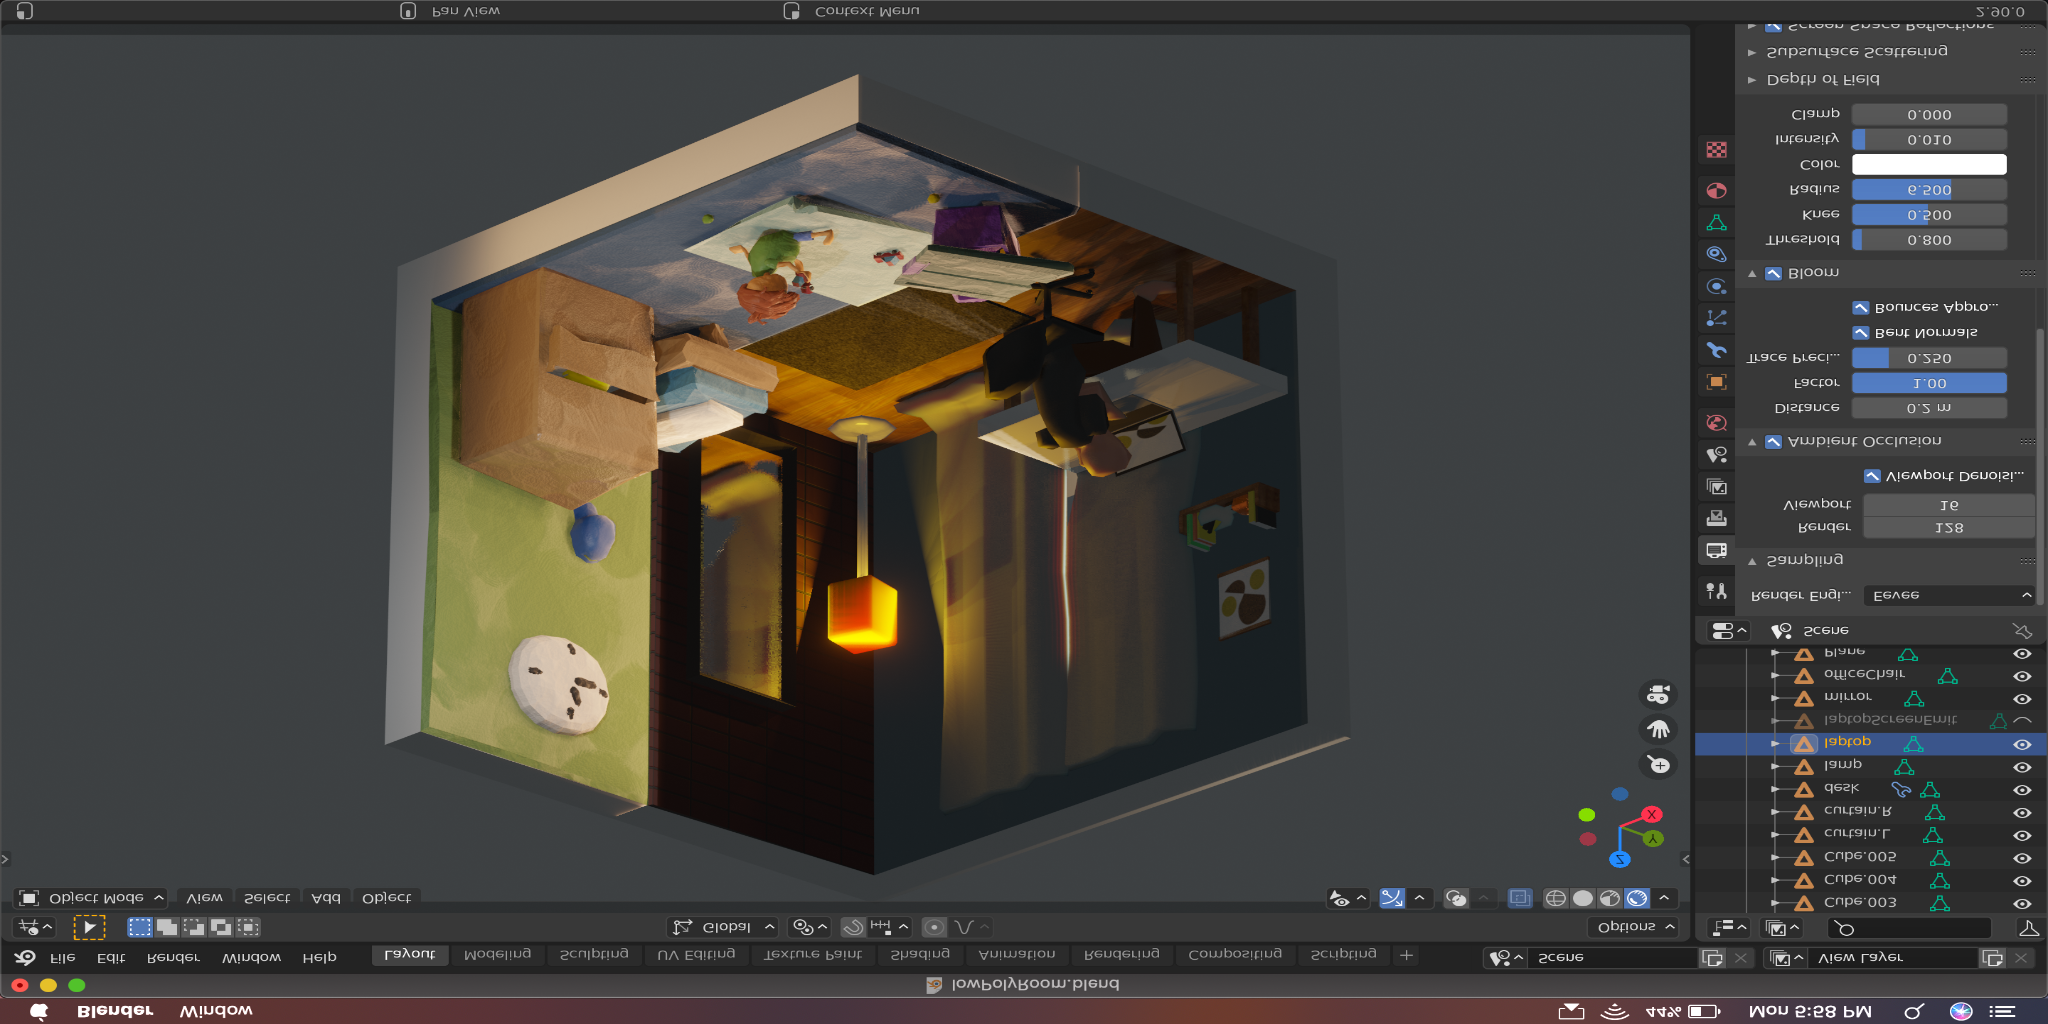 Blender Window 44% Mon 5:58 PM
lowPolyRoom.blend
File Edit Render Window Help Layout Modeling Sculpting UV Editing Texture Paint Shading Animation Rendering Compositing Scripting + Scene View Layer
Global Options
Object Mode View Select Add Object
X
Y
Z
Cube.003
Cube.004
Cube.005
curtain.L
curtain.R
desk
lamp
laptop
laptopScreenEmit
mirror
officeChair
Plane
Scene
Render Engi... Eevee
Sampling
Render 128
Viewport 16
Viewport Denoisi...
Ambient Occlusion
Distance 0.2 m
Factor 1.00
Trace Preci... 0.250
Bent Normals
Bounces Appro...
Bloom
Threshold 0.800
Knee 0.500
Radius 6.500
Color
Intensity 0.010
Clamp 0.000
Depth of Field
Subsurface Scattering
Screen Space Reflections
Pan View Context Menu 2.90.0